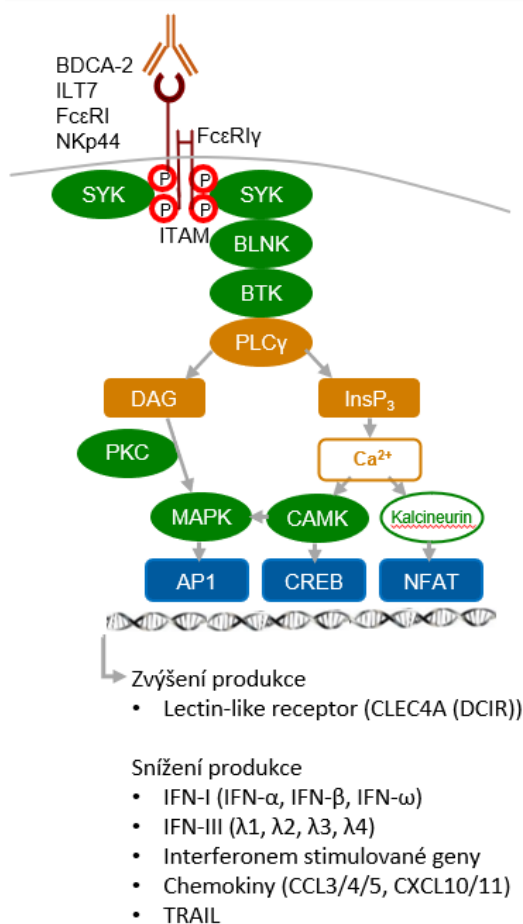 BDCA-2
ILT7
FcεRI
NKp44
FcεRIγ
P
P
P
P
SYK
SYK
ITAM
BLNK
BTK
PLCγ
DAG
InsP₃
PKC
Ca²⁺
MAPK
CAMK
Kalcineurin
AP1
CREB
NFAT
Zvýšení produkce
• Lectin-like receptor (CLEC4A (DCIR))
Snížení produkce
• IFN-I (IFN-α, IFN-β, IFN-ω)
• IFN-III (λ1, λ2, λ3, λ4)
• Interferonem stimulované geny
• Chemokiny (CCL3/4/5, CXCL10/11)
• TRAIL